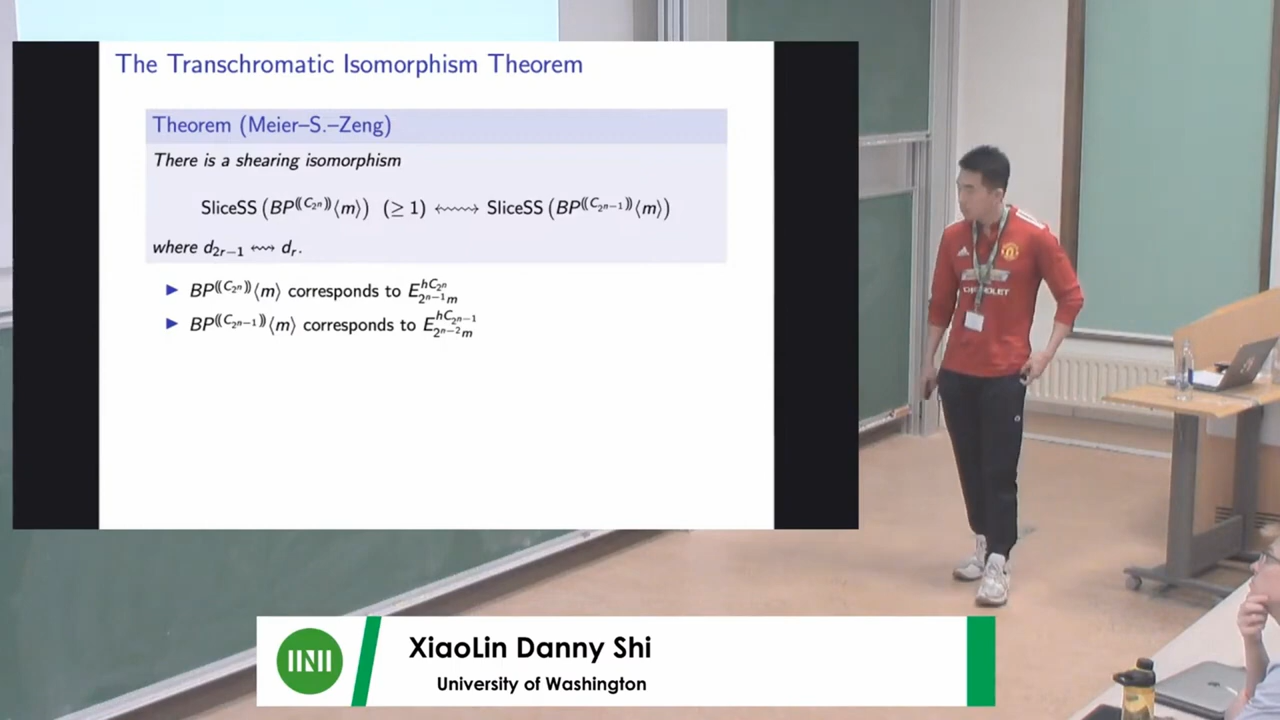 The Transchromatic Isomorphism Theorem
Theorem (Meier–S.–Zeng)
There is a shearing isomorphism
SliceSS (BP^{((C_{2^n}))}⟨m⟩) (≥ 1) ↭ SliceSS (BP^{((C_{2^{n−1}}))}⟨m⟩)
where d_{2r−1} ↭ d_r.
▶ BP^{((C_{2^n}))}⟨m⟩ corresponds to E_{2^{n−1}m}^{hC_{2^n}}
▶ BP^{((C_{2^{n−1}}))}⟨m⟩ corresponds to E_{2^{n−2}m}^{hC_{2^{n−1}}}
CHEVROLET
XiaoLin Danny Shi
University of Washington